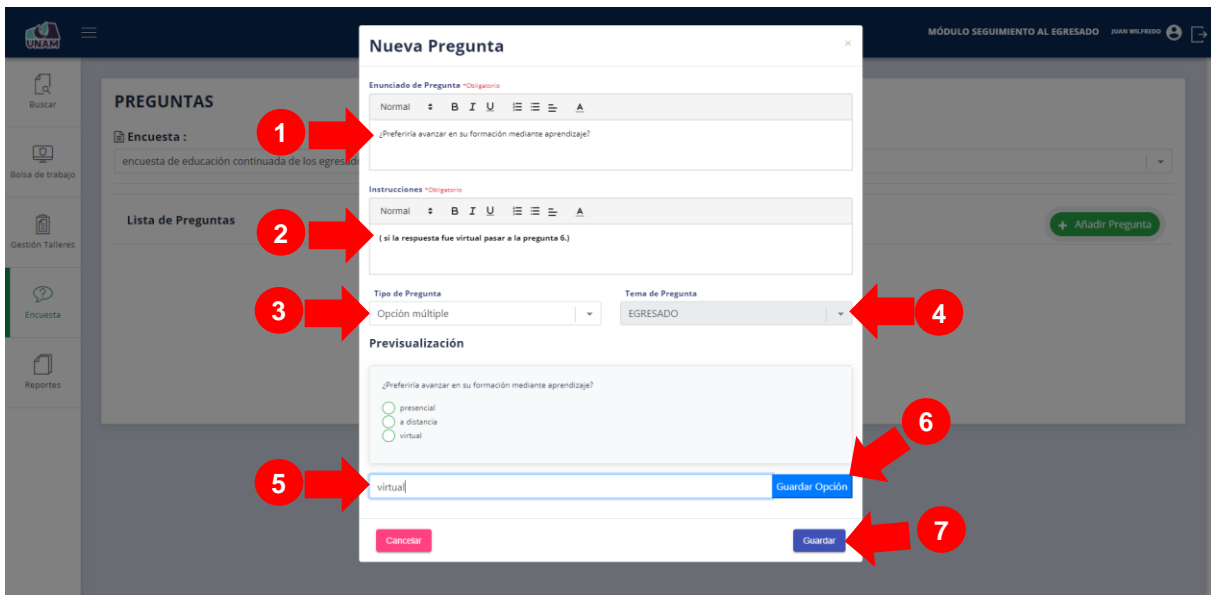 UNAM
MÓDULO SEGUIMIENTO AL EGRESADO JUAN WILFREDO
Buscar
Bolsa de trabajo
Gestión Talleres
Encuesta
Reportes
PREGUNTAS
Encuesta :
encuesta de educación continuada de los egresado
Lista de Preguntas
+ Añadir Pregunta
Nueva Pregunta
×
Enunciado de Pregunta *Obligatorio
Normal B I U A
1
¿Preferiría avanzar en su formación mediante aprendizaje?
Instrucciones *Obligatorio
Normal B I U A
2
( si la respuesta fue virtual pasar a la pregunta 6.)
Tipo de Pregunta
Tema de Pregunta
3
Opción múltiple
EGRESADO
4
Previsualización
¿Preferiría avanzar en su formación mediante aprendizaje?
presencial
a distancia
virtual
6
5
virtual
Guardar Opción
Cancelar
Guardar
7